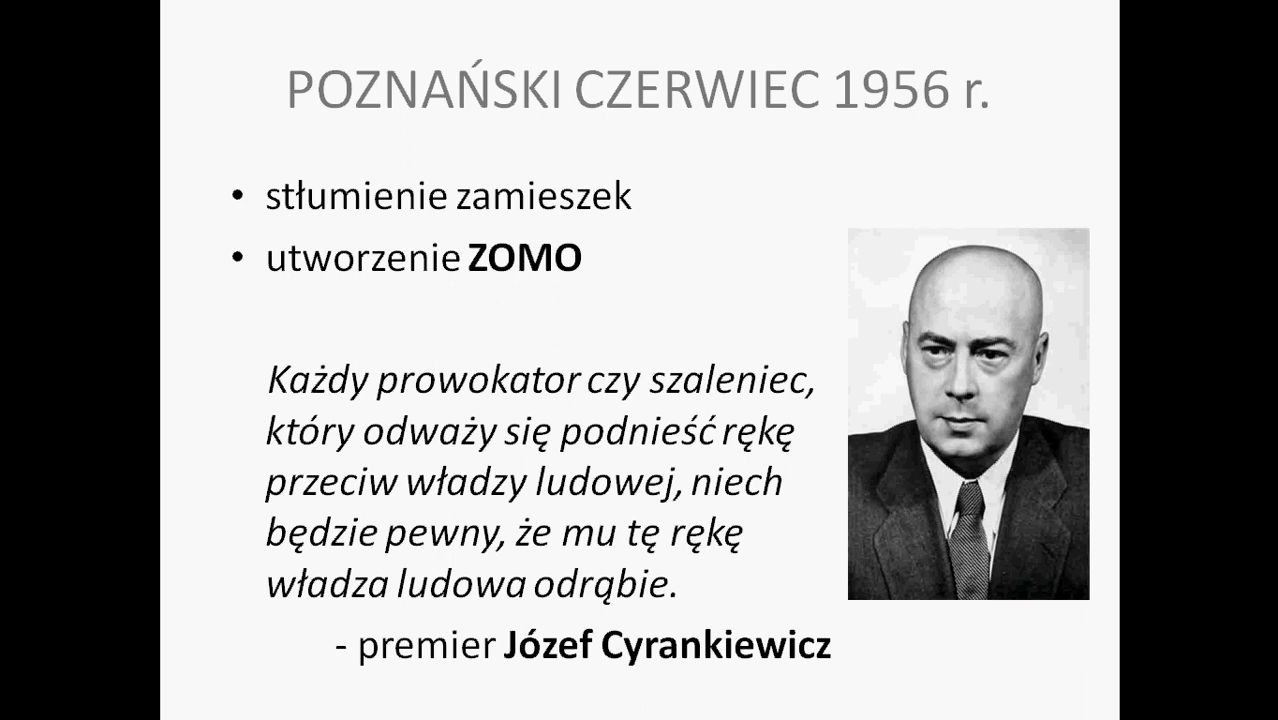 POZNAŃSKI CZERWIEC 1956 r.
• stłumienie zamieszek
• utworzenie ZOMO
Każdy prowokator czy szaleniec,
który odważy się podnieść rękę
przeciw władzy ludowej, niech
będzie pewny, że mu tę rękę
władza ludowa odrąbie.
- premier Józef Cyrankiewicz